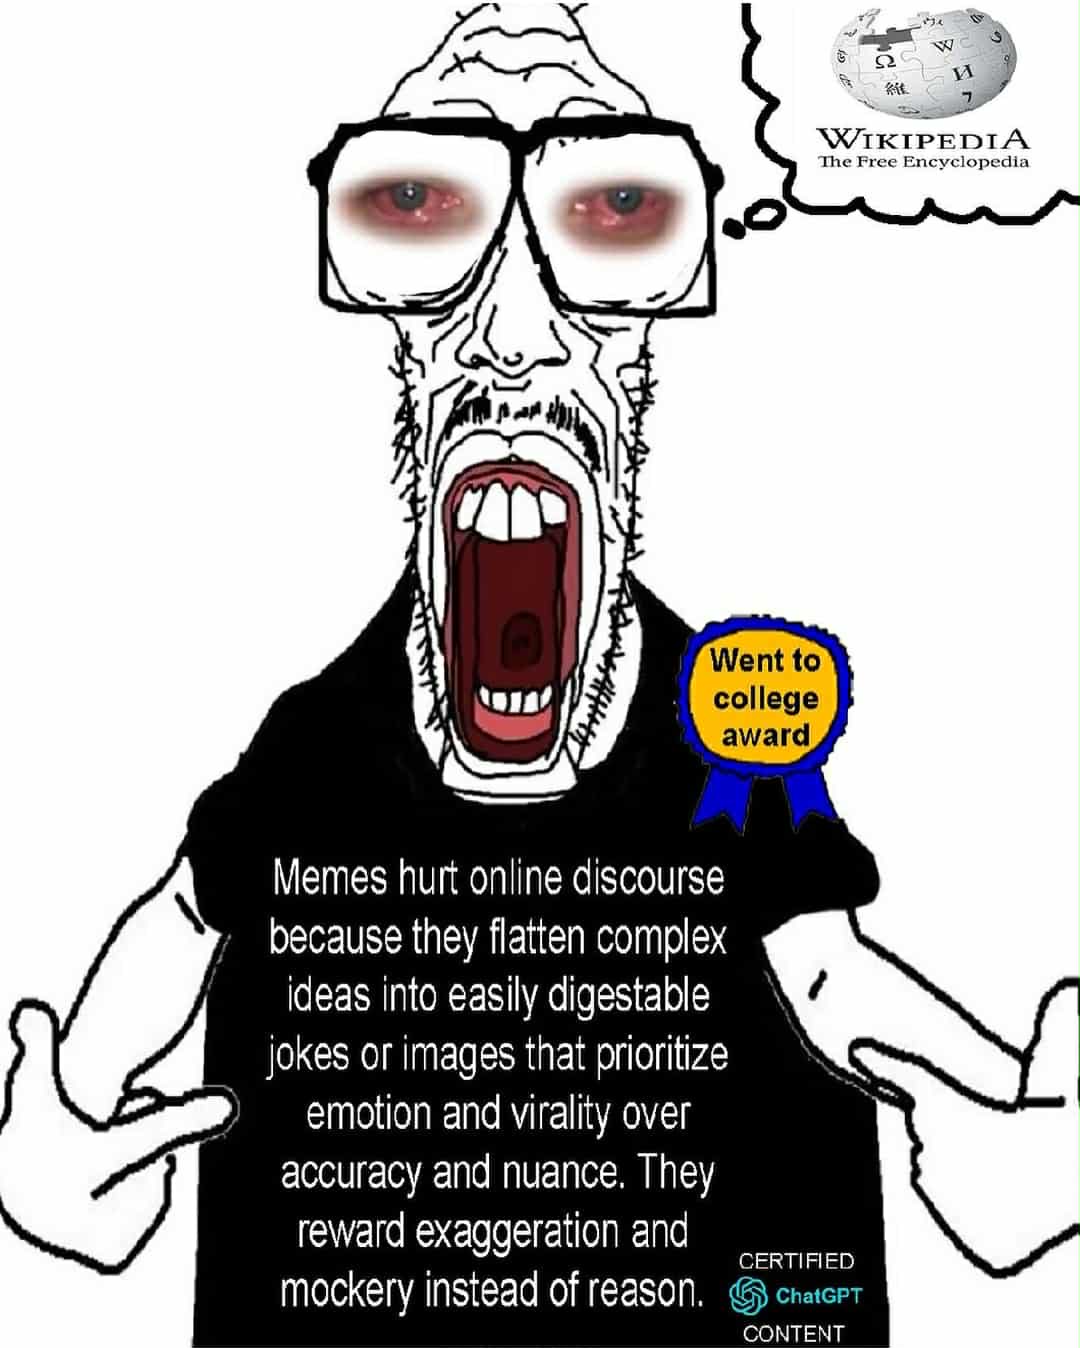 Ω
W
И
維
WIKIPEDIA
The Free Encyclopedia
Went to
college
award
Memes hurt online discourse
because they flatten complex
ideas into easily digestable
jokes or images that prioritize
emotion and virality over
accuracy and nuance. They
reward exaggeration and
mockery instead of reason.
CERTIFIED
ChatGPT
CONTENT